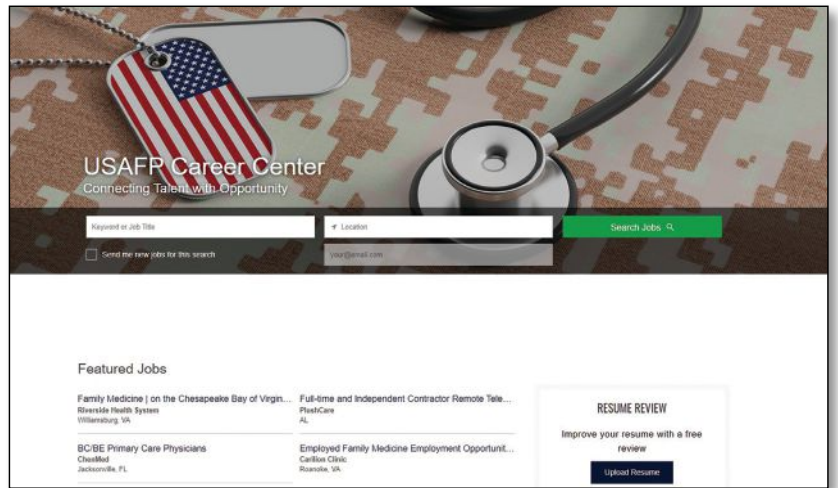 USAFP Career Center
Connecting Talent with Opportunity
Keyword or Job Title
Location
Search Jobs
Send me new jobs for this search
your@email.com
Featured Jobs
Family Medicine | on the Chesapeake Bay of Virgin...
Riverside Health System
Williamsburg, VA
Full-time and Independent Contractor Remote Tele...
PlushCare
AL,
BC/BE Primary Care Physicians
ChenMed
Jacksonville, FL
Employed Family Medicine Employment Opportunit...
Carilion Clinic
Roanoke, VA
RESUME REVIEW
Improve your resume with a free
review
Upload Resume